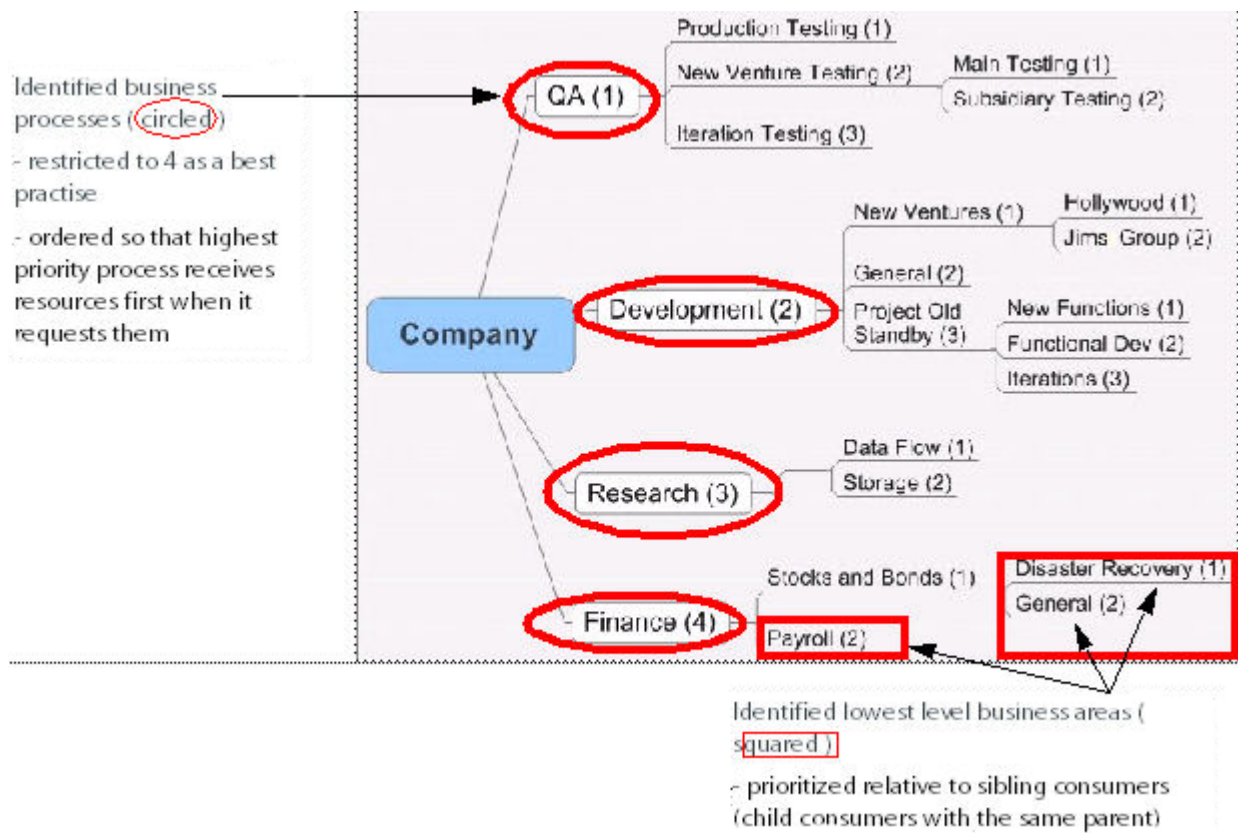 Identified business
processes ( circled )
- restricted to 4 as a best
practise
- ordered so that highest
priority process receives
resources first when it
requests them
Company
QA (1)
Production Testing (1)
New Venture Testing (2)
Main Testing (1)
Subsidiary Testing (2)
Iteration Testing (3)
Development (2)
New Ventures (1)
Hollywood (1)
Jims Group (2)
General (2)
Project Old
Standby (3)
New Functions (1)
Functional Dev (2)
Iterations (3)
Research (3)
Data Flow (1)
Storage (2)
Finance (4)
Stocks and Bonds (1)
Disaster Recovery (1)
General (2)
Payroll (2)
Identified lowest level business areas (
squared )
- prioritized relative to sibling consumers
(child consumers with the same parent)